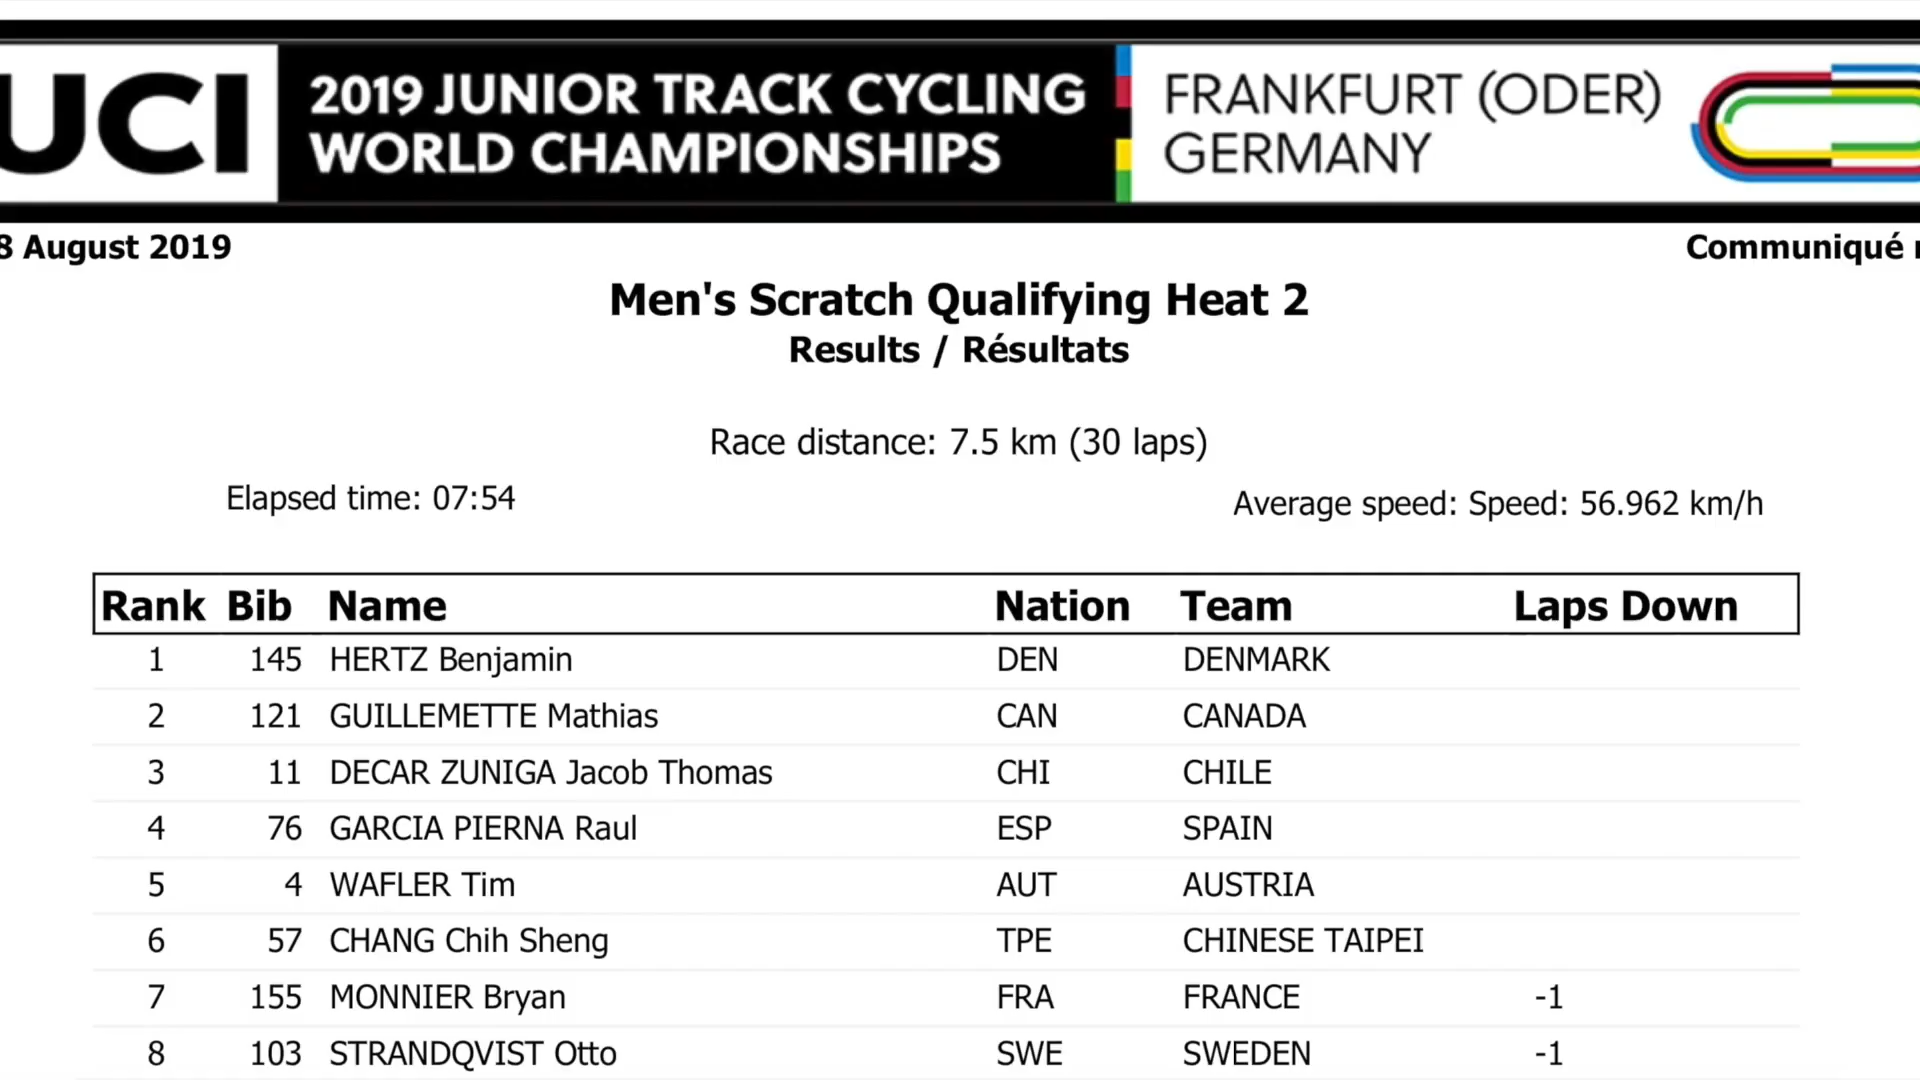 UCI
2019 JUNIOR TRACK CYCLING
WORLD CHAMPIONSHIPS
FRANKFURT (ODER)
GERMANY
8 August 2019
Communiqué
Men's Scratch Qualifying Heat 2
Results / Résultats
Race distance: 7.5 km (30 laps)
Elapsed time: 07:54
Average speed: Speed: 56.962 km/h
Rank Bib Name Nation Team Laps Down
1 145 HERTZ Benjamin DEN DENMARK
2 121 GUILLEMETTE Mathias CAN CANADA
3 11 DECAR ZUNIGA Jacob Thomas CHI CHILE
4 76 GARCIA PIERNA Raul ESP SPAIN
5 4 WAFLER Tim AUT AUSTRIA
6 57 CHANG Chih Sheng TPE CHINESE TAIPEI
7 155 MONNIER Bryan FRA FRANCE -1
8 103 STRANDQVIST Otto SWE SWEDEN -1